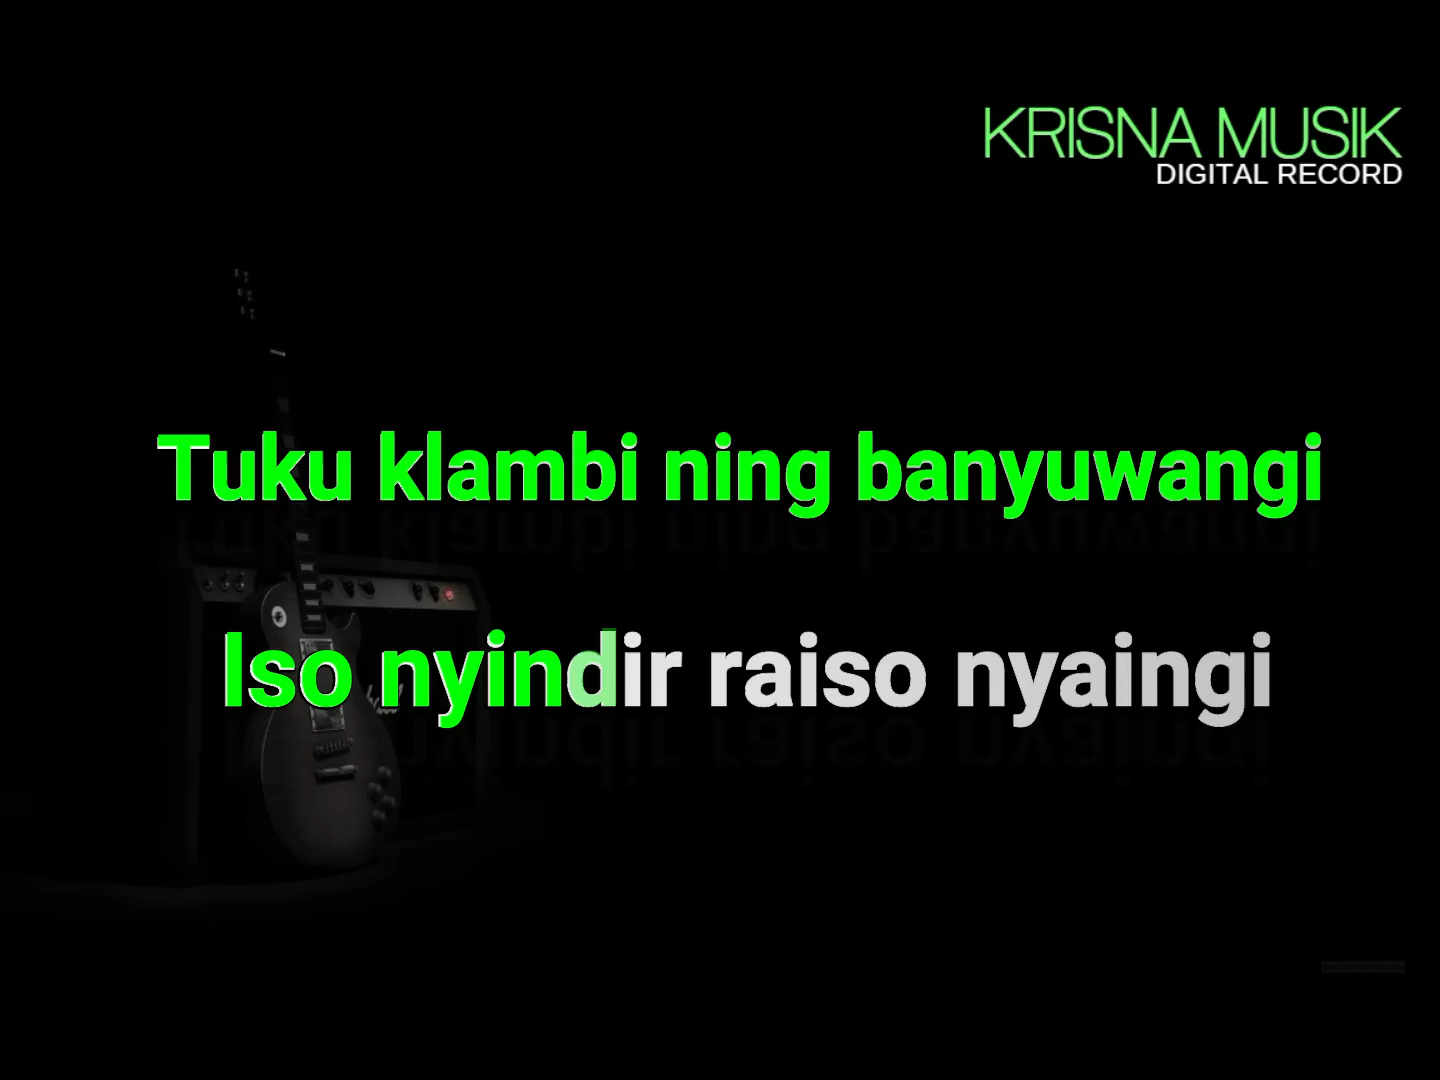 KRISNA MUSIK
DIGITAL RECORD
Tuku klambi ning banyuwangi
Iso nyindir raiso nyaingi